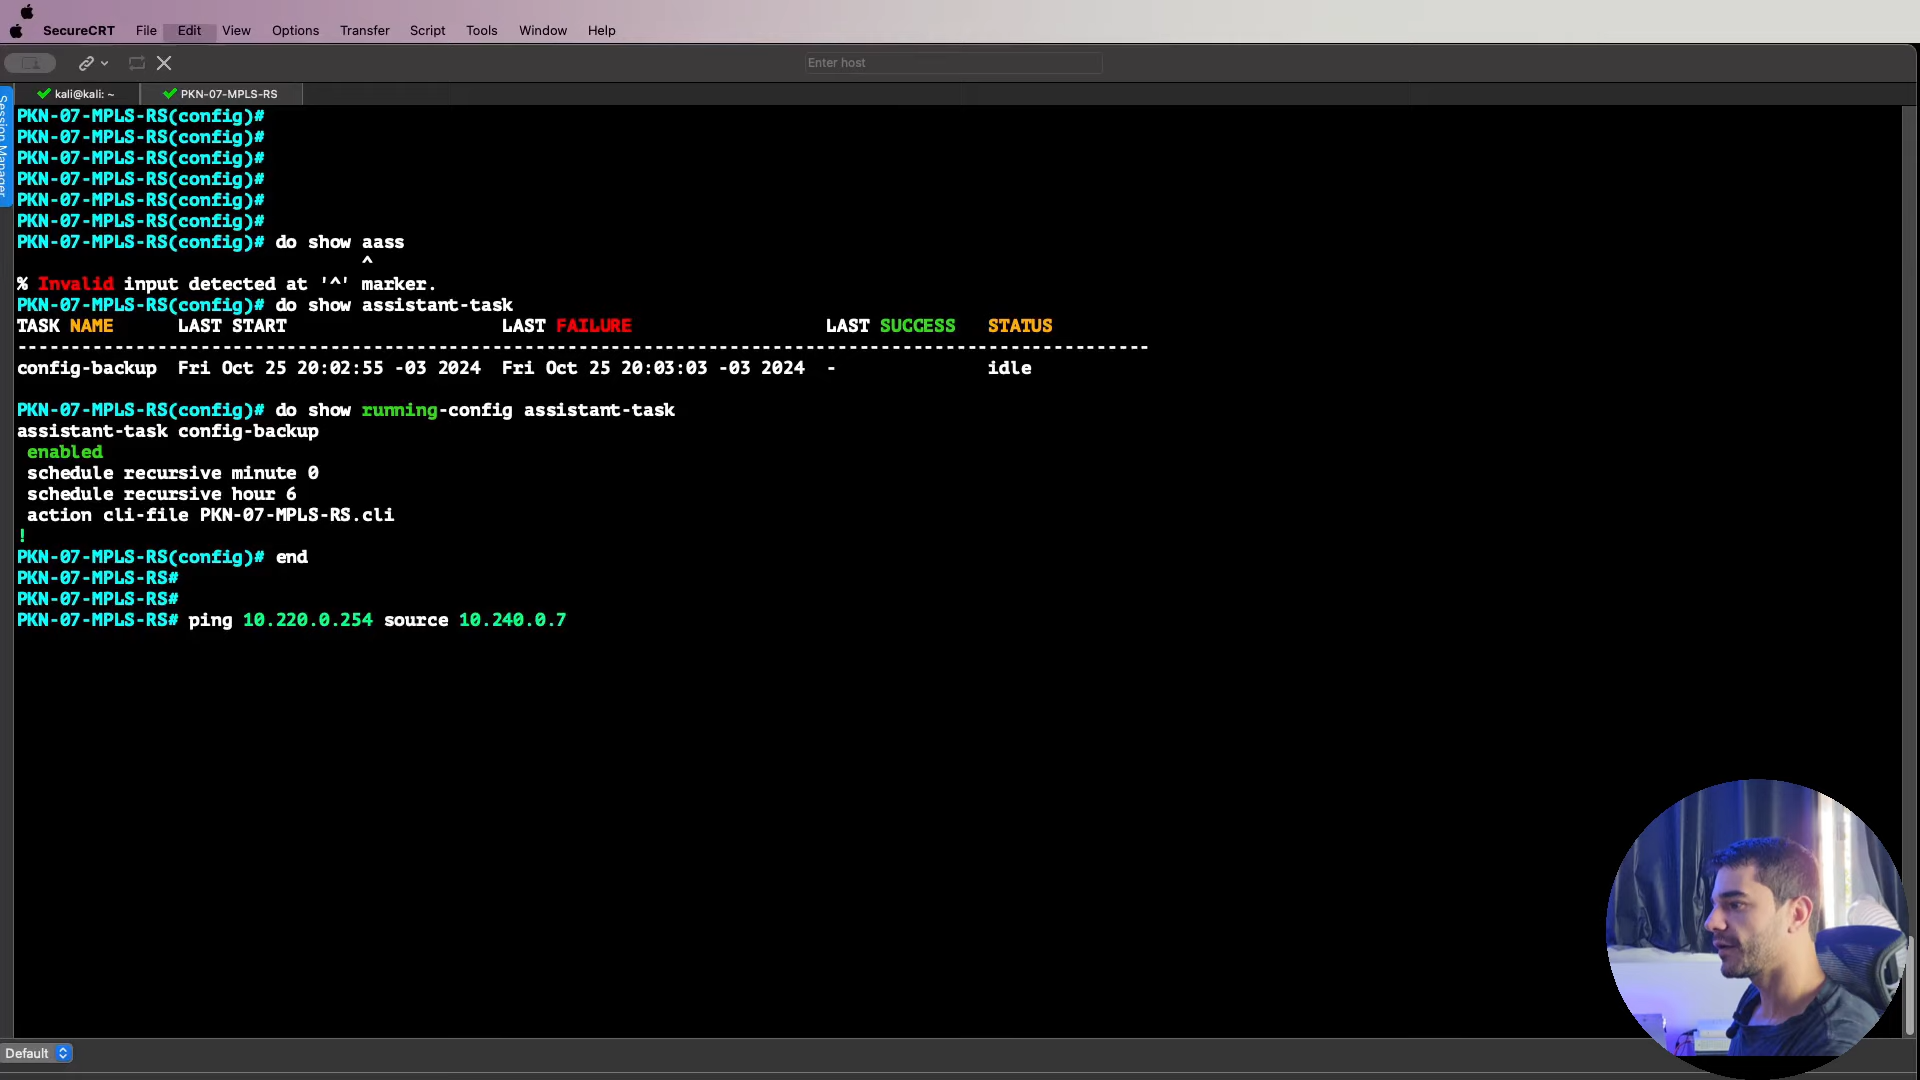 SecureCRT File Edit View Options Transfer Script Tools Window Help
Enter host
kali@kali: ~ PKN-07-MPLS-RS
Session Manager
PKN-07-MPLS-RS(config)#
PKN-07-MPLS-RS(config)#
PKN-07-MPLS-RS(config)#
PKN-07-MPLS-RS(config)#
PKN-07-MPLS-RS(config)#
PKN-07-MPLS-RS(config)#
PKN-07-MPLS-RS(config)# do show aass
^
% Invalid input detected at '^' marker.
PKN-07-MPLS-RS(config)# do show assistant-task
TASK NAME LAST START LAST FAILURE LAST SUCCESS STATUS
---------------------------------------------------------------------------------------------------------
config-backup Fri Oct 25 20:02:55 -03 2024 Fri Oct 25 20:03:03 -03 2024 - idle
PKN-07-MPLS-RS(config)# do show running-config assistant-task
assistant-task config-backup
enabled
schedule recursive minute 0
schedule recursive hour 6
action cli-file PKN-07-MPLS-RS.cli
!
PKN-07-MPLS-RS(config)# end
PKN-07-MPLS-RS#
PKN-07-MPLS-RS#
PKN-07-MPLS-RS# ping 10.220.0.254 source 10.240.0.7
Default